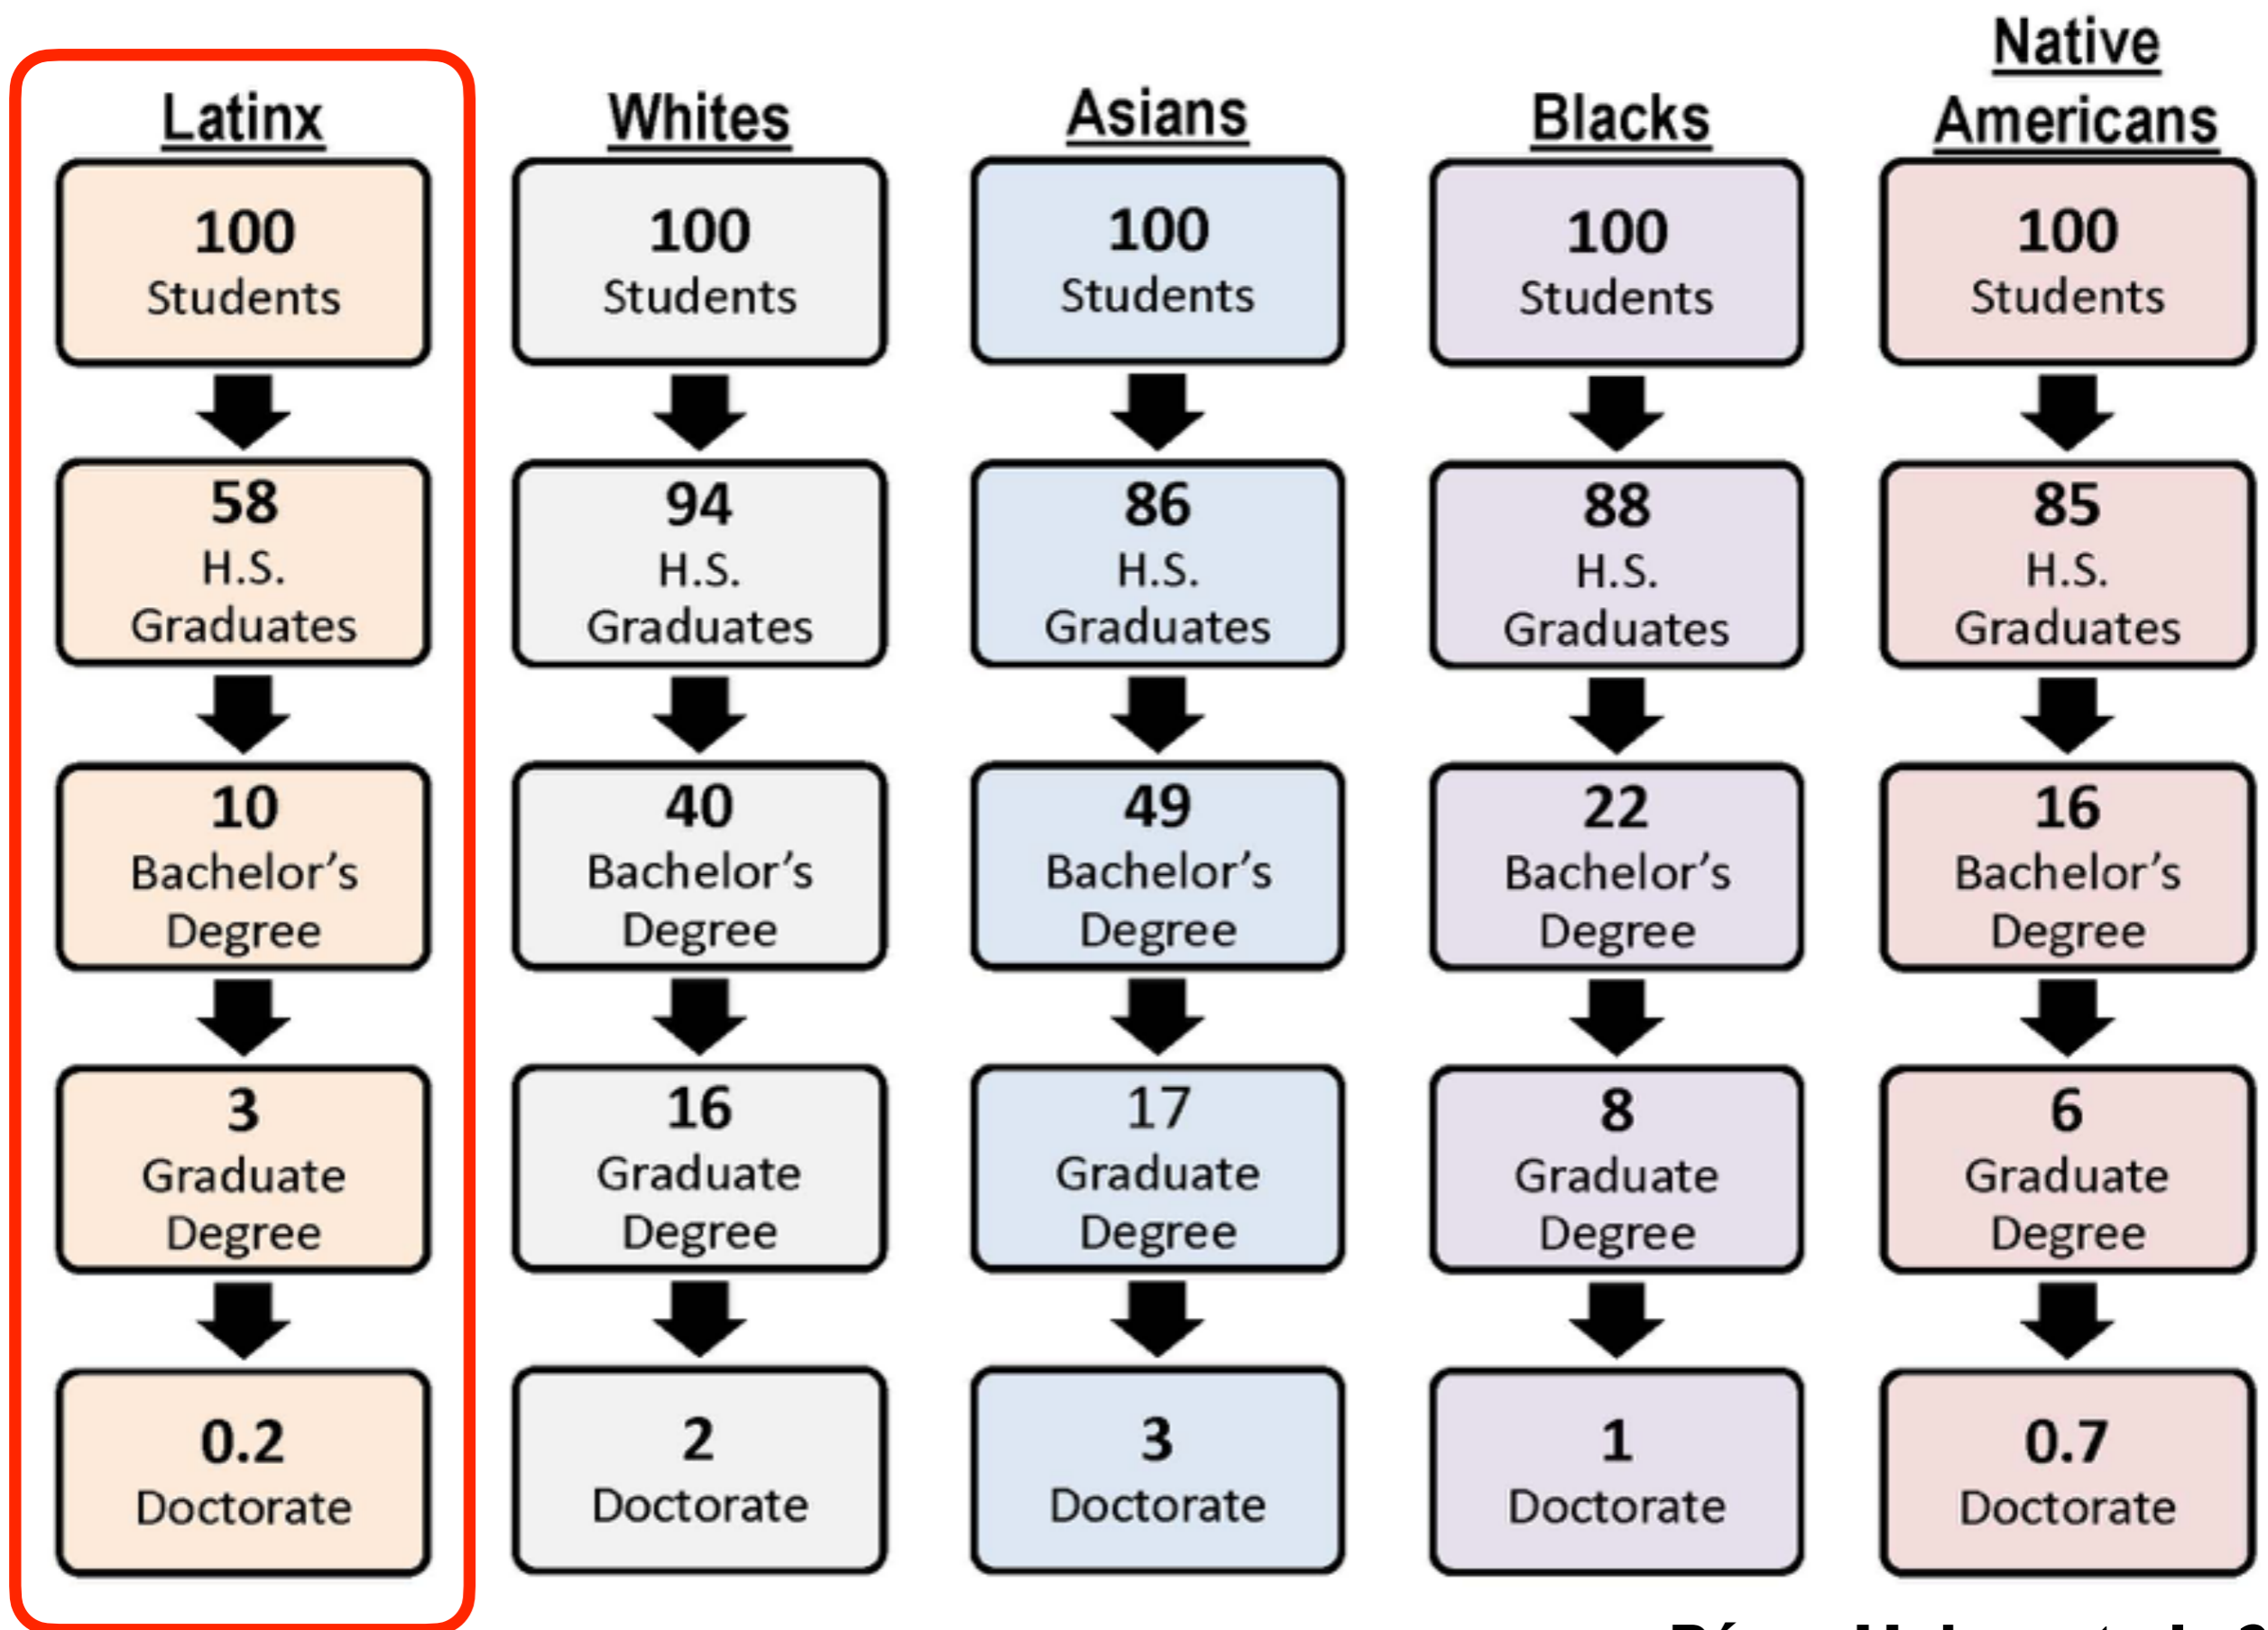 Latinx
100
Students
58
H.S.
Graduates
10
Bachelor’s
Degree
3
Graduate
Degree
0.2
Doctorate
Whites
100
Students
94
H.S.
Graduates
40
Bachelor’s
Degree
16
Graduate
Degree
2
Doctorate
Asians
100
Students
86
H.S.
Graduates
49
Bachelor’s
Degree
17
Graduate
Degree
3
Doctorate
Blacks
100
Students
88
H.S.
Graduates
22
Bachelor’s
Degree
8
Graduate
Degree
1
Doctorate
Native
Americans
100
Students
85
H.S.
Graduates
16
Bachelor’s
Degree
6
Graduate
Degree
0.7
Doctorate